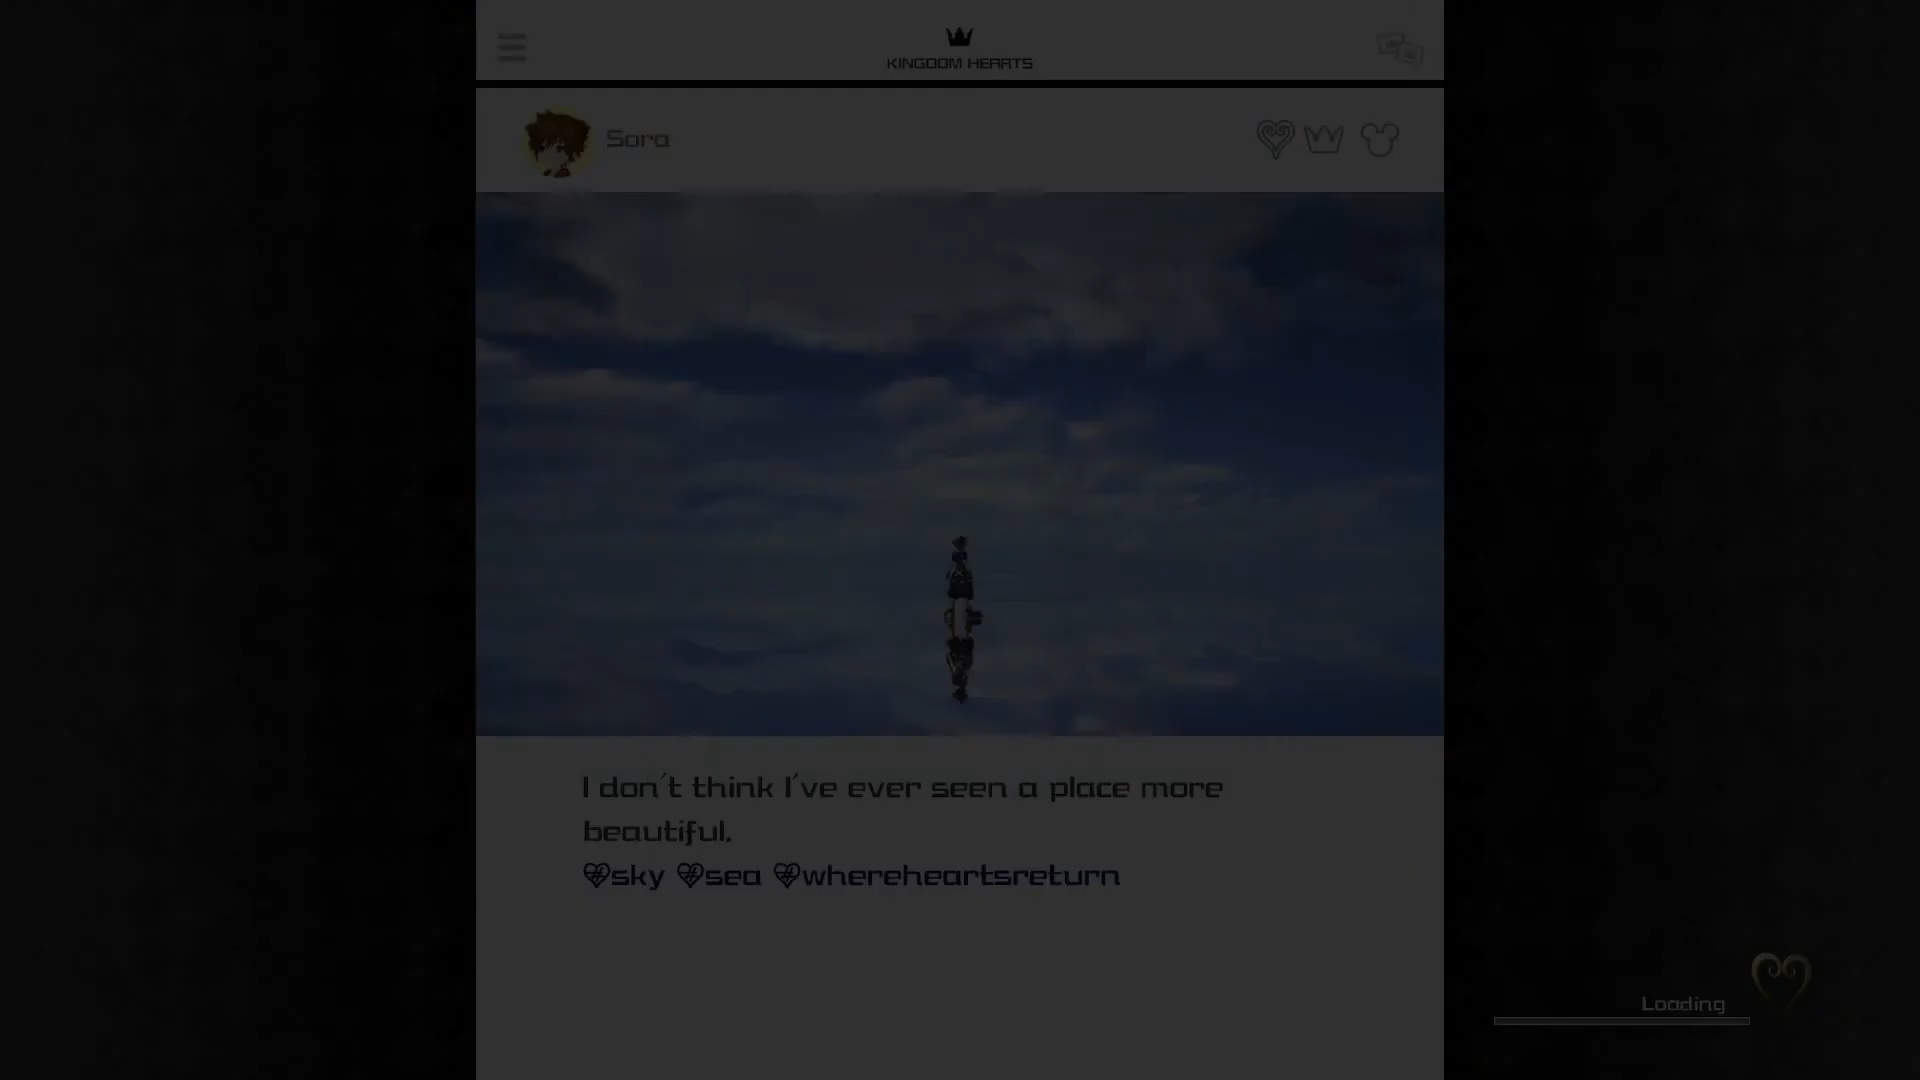 KINGDOM HEARTS
Sora
I don't think I've ever seen a place more
beautiful.
#sky #sea #whereheartsreturn
Loading